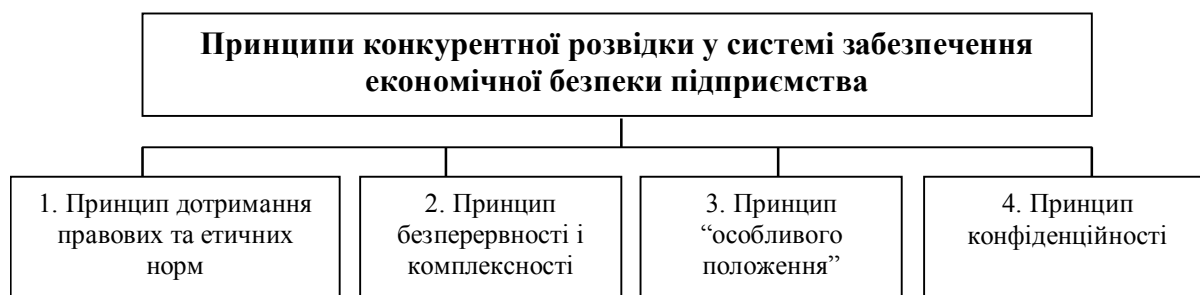 Принципи конкурентної розвідки у системі забезпечення
економічної безпеки підприємства
1. Принцип дотримання
правових та етичних
норм
2. Принцип
безперервності і
комплексності
3. Принцип
“особливого
положення”
4. Принцип
конфіденційності